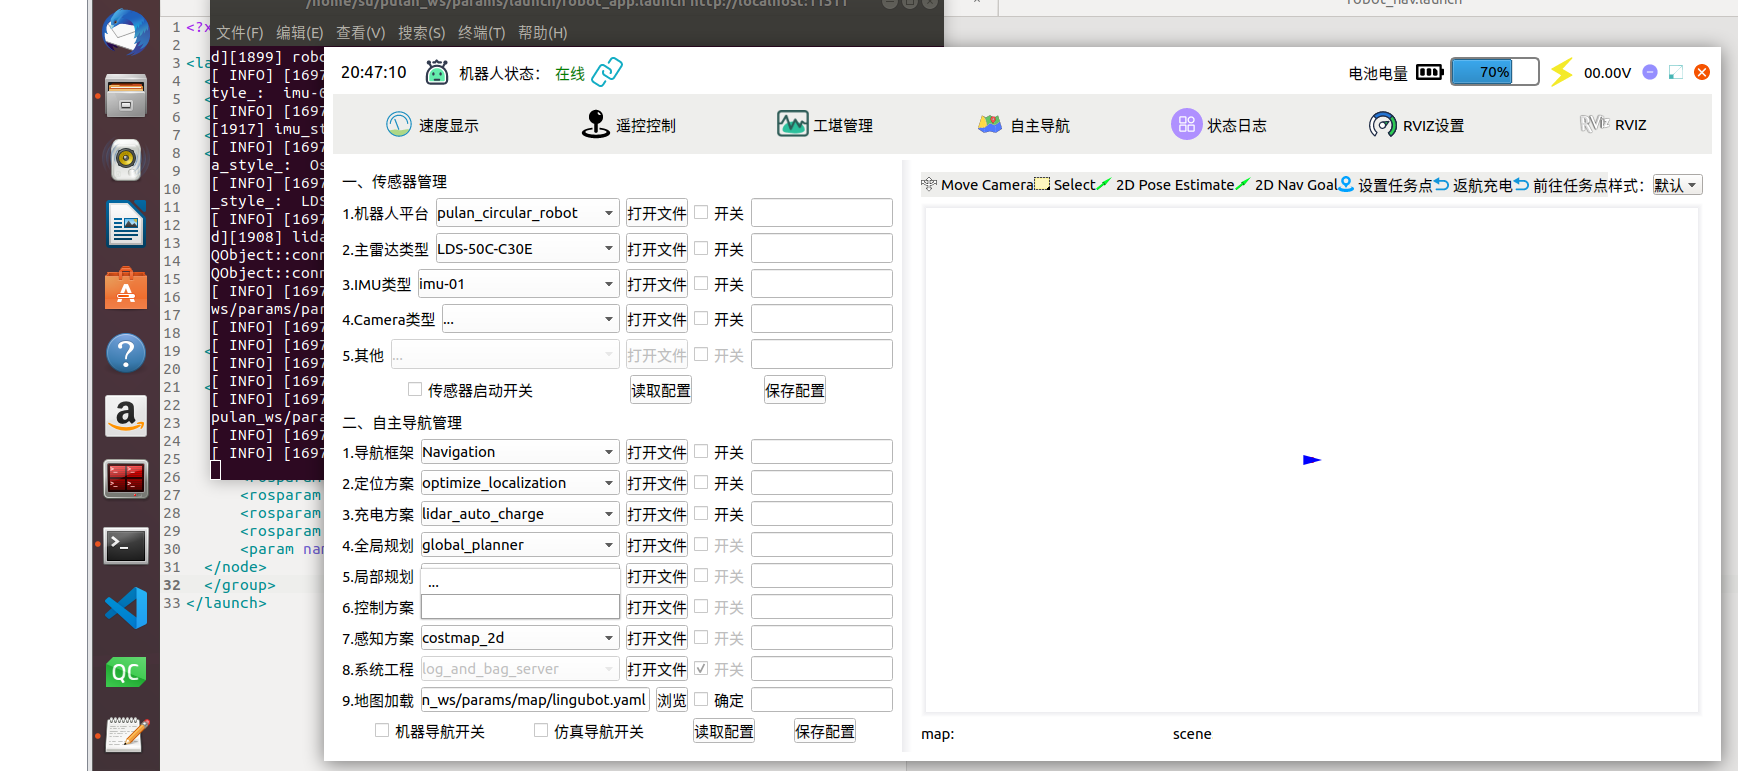 /home/su/pulan_ws/params/launch/robot_app.launch http://localhost:11311
robot_nav.launch
文件(F) 编辑(E) 查看(V) 搜索(S) 终端(T) 帮助(H)
1 <?x
2
3 <la
4
5
6
7
8
9
10
11
12
13
14
15
16
17
18
19
20
21
22
23
24
25
26 <rosparam
27 <rosparam
28 <rosparam
29 <rosparam
30 <param nam
31 </node>
32 </group>
33 </launch>
d][1899] robo
[ INFO] [1697
tyle_: imu-0
[ INFO] [1697
[1917] imu_st
[ INFO] [1697
a_style_: Os
[ INFO] [1697
_style_: LDS
[ INFO] [1697
d][1908] lida
QObject::conn
QObject::conn
[ INFO] [1697
ws/params/par
[ INFO] [1697
[ INFO] [1697
[ INFO] [1697
[ INFO] [1697
[ INFO] [1697
pulan_ws/para
[ INFO] [1697
[ INFO] [1697
20:47:10 机器人状态： 在线 电池电量 70% 00.00V
速度显示 遥控控制 工堪管理 自主导航 状态日志 RVIZ设置 RViz RVIZ
一、传感器管理
1.机器人平台 pulan_circular_robot 打开文件 开关
2.主雷达类型 LDS-50C-C30E 打开文件 开关
3.IMU类型 imu-01 打开文件 开关
4.Camera类型 ... 打开文件 开关
5.其他 ... 打开文件 开关
传感器启动开关 读取配置 保存配置
二、自主导航管理
1.导航框架 Navigation 打开文件 开关
2.定位方案 optimize_localization 打开文件 开关
3.充电方案 lidar_auto_charge 打开文件 开关
4.全局规划 global_planner 打开文件 开关
5.局部规划 ... 打开文件 开关
6.控制方案 打开文件 开关
7.感知方案 costmap_2d 打开文件 开关
8.系统工程 log_and_bag_server 打开文件 开关
9.地图加载 n_ws/params/map/lingubot.yaml 浏览 确定
机器导航开关 仿真导航开关 读取配置 保存配置
Move Camera Select 2D Pose Estimate 2D Nav Goal 设置任务点 返航充电 前往任务点 样式： 默认
map: scene
a
QC